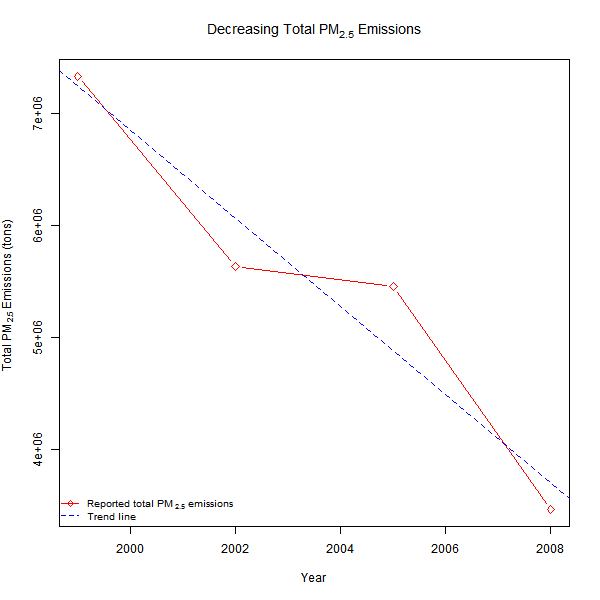 Decreasing Total PM2.5 Emissions
Total PM2.5 Emissions (tons)
7e+06
6e+06
5e+06
4e+06
Reported total PM2.5 emissions
Trend line
2000 2002 2004 2006 2008
Year